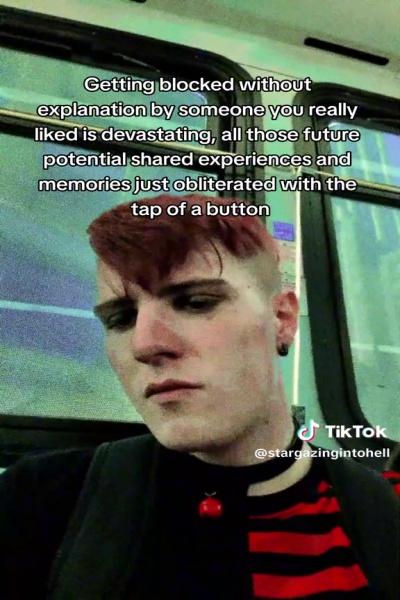 Getting blocked without
explanation by someone you really
liked is devastating, all those future
potential shared experiences and
memories just obliterated with the
tap of a button
TikTok
@stargazingintohell